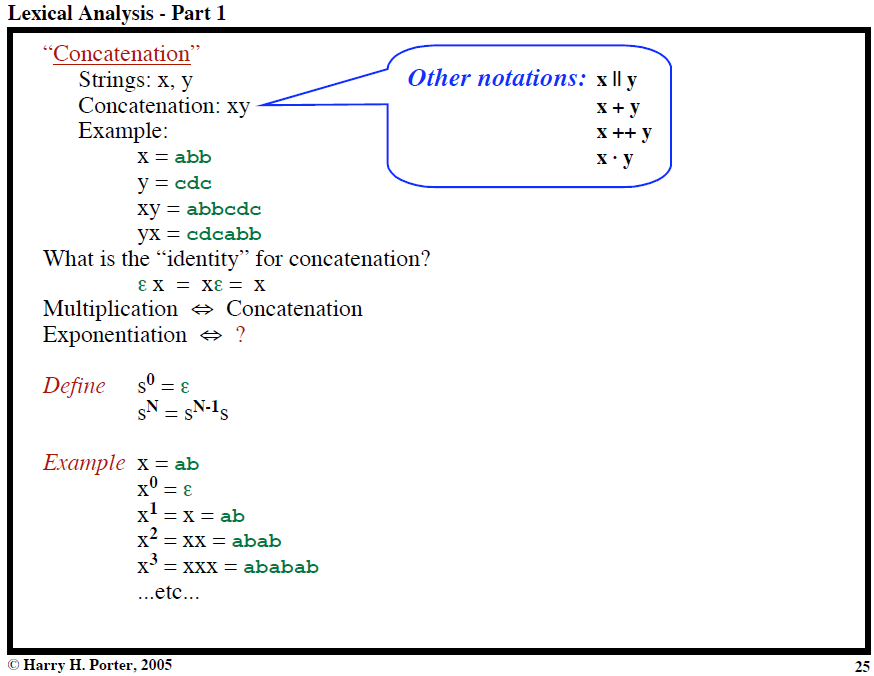 Lexical Analysis - Part 1
“Concatenation”
Strings: x, y
Concatenation: xy
Other notations: x || y
x + y
x ++ y
x · y
Example:
x = abb
y = cdc
xy = abbcdc
yx = cdcabb
What is the “identity” for concatenation?
ε x = xε = x
Multiplication ⇔ Concatenation
Exponentiation ⇔ ?
Define s⁰ = ε
sᴺ = sᴺ⁻¹s
Example x = ab
x⁰ = ε
x¹ = x = ab
x² = xx = abab
x³ = xxx = ababab
...etc...
© Harry H. Porter, 2005
25